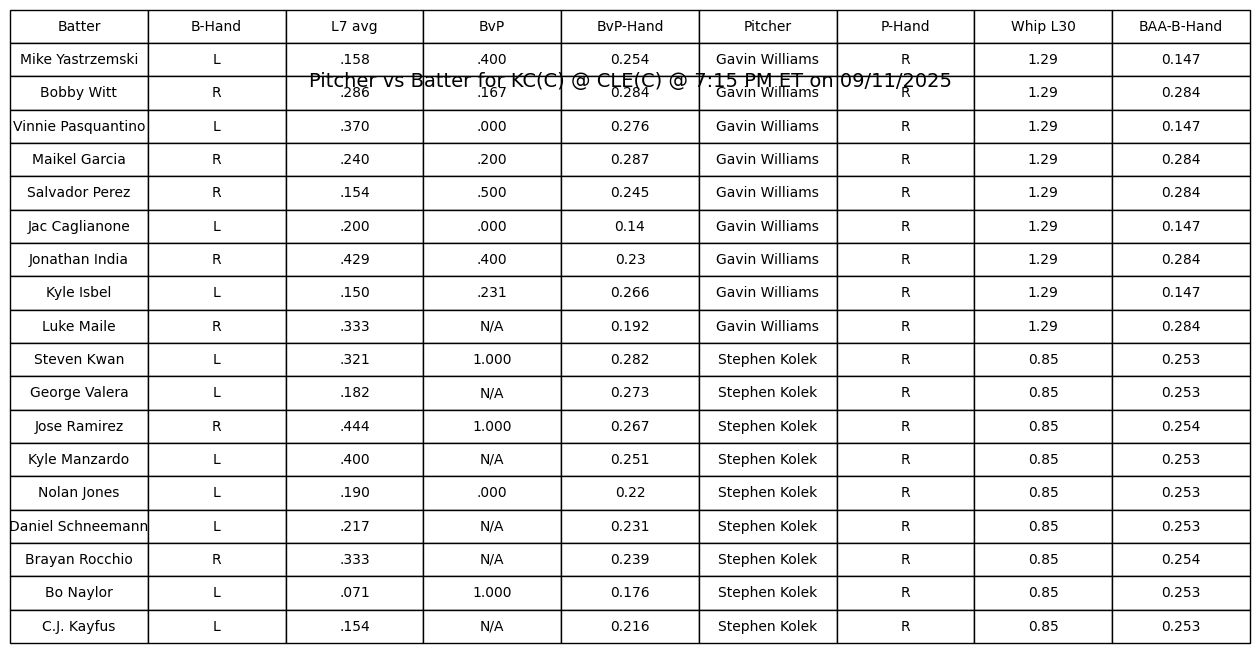 Batter B-Hand L7 avg BvP BvP-Hand Pitcher P-Hand Whip L30 BAA-B-Hand
Mike Yastrzemski L .158 .400 0.254 Gavin Williams R 1.29 0.147
Pitcher vs Batter for KC(C) @ CLE(C) @ 7:15 PM ET on 09/11/2025
Bobby Witt R .286 .167 0.284 Gavin Williams R 1.29 0.284
Vinnie Pasquantino L .370 .000 0.276 Gavin Williams R 1.29 0.147
Maikel Garcia R .240 .200 0.287 Gavin Williams R 1.29 0.284
Salvador Perez R .154 .500 0.245 Gavin Williams R 1.29 0.284
Jac Caglianone L .200 .000 0.14 Gavin Williams R 1.29 0.147
Jonathan India R .429 .400 0.23 Gavin Williams R 1.29 0.284
Kyle Isbel L .150 .231 0.266 Gavin Williams R 1.29 0.147
Luke Maile R .333 N/A 0.192 Gavin Williams R 1.29 0.284
Steven Kwan L .321 1.000 0.282 Stephen Kolek R 0.85 0.253
George Valera L .182 N/A 0.273 Stephen Kolek R 0.85 0.253
Jose Ramirez R .444 1.000 0.267 Stephen Kolek R 0.85 0.254
Kyle Manzardo L .400 N/A 0.251 Stephen Kolek R 0.85 0.253
Nolan Jones L .190 .000 0.22 Stephen Kolek R 0.85 0.253
Daniel Schneemann L .217 N/A 0.231 Stephen Kolek R 0.85 0.253
Brayan Rocchio R .333 N/A 0.239 Stephen Kolek R 0.85 0.254
Bo Naylor L .071 1.000 0.176 Stephen Kolek R 0.85 0.253
C.J. Kayfus L .154 N/A 0.216 Stephen Kolek R 0.85 0.253